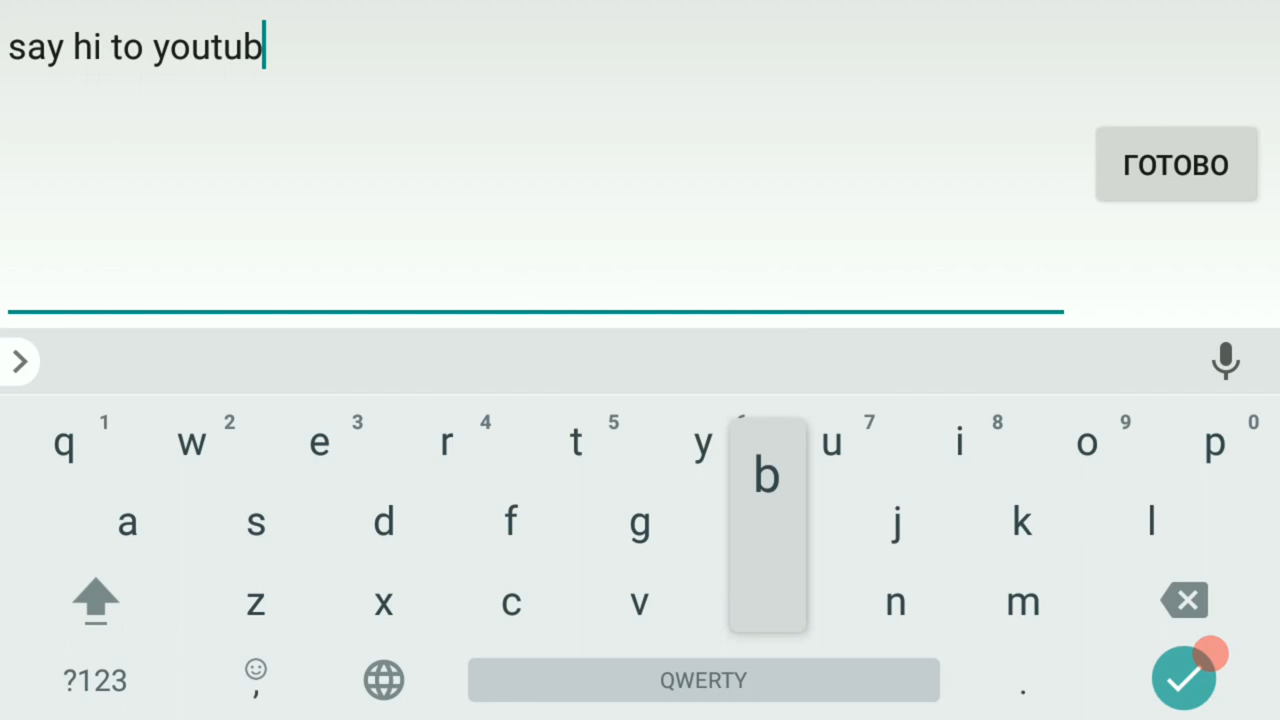 say hi to youtub
ГОТОВО
q 1 w 2 e 3 r 4 t 5 y u 7 i 8 o 9 p 0
a s d f g j k l
z x c v b n m
?123 , QWERTY .